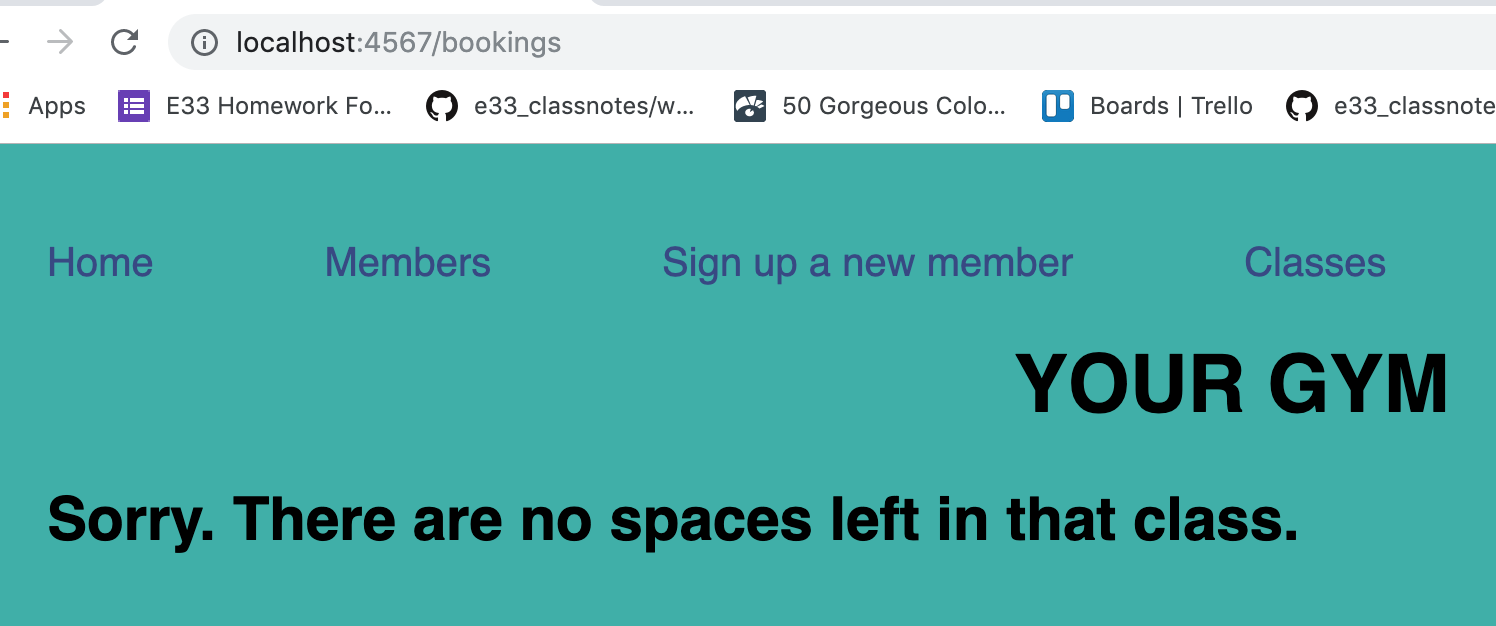 localhost:4567/bookings
Apps E33 Homework Fo... e33_classnotes/w... 50 Gorgeous Colo... Boards | Trello e33_classnote
Home Members Sign up a new member Classes
YOUR GYM
Sorry. There are no spaces left in that class.